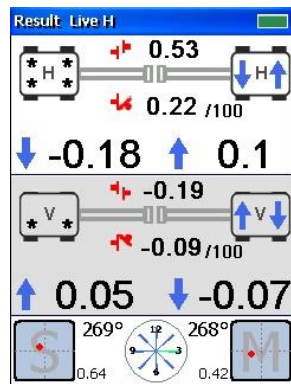 Result Live H
0.53
H H
0.22 /100
-0.18 0.1
-0.19
V V
-0.09 /100
0.05 -0.07
269° 12 268°
S 9 3 M
6
0.64 0.42